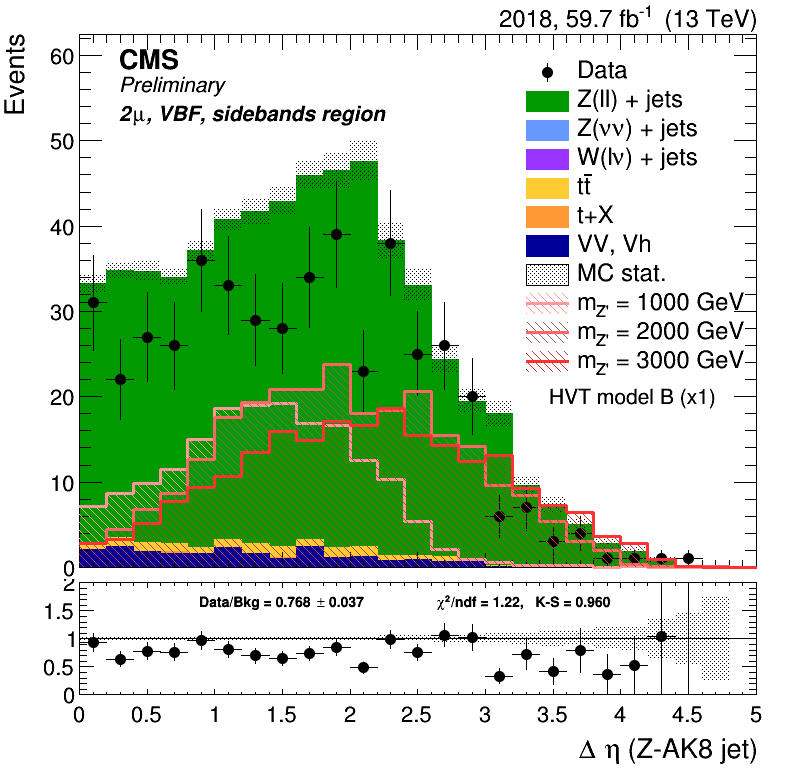 2018, 59.7 fb⁻¹ (13 TeV)
Events
CMS
Preliminary
2μ, VBF, sidebands region
Data
Z(ll) + jets
Z(νν) + jets
W(lν) + jets
tt̄
t+X
VV, Vh
MC stat.
m_Z' = 1000 GeV
m_Z' = 2000 GeV
m_Z' = 3000 GeV
HVT model B (x1)
60
50
40
30
20
10
0
Data/Bkg = 0.768 ± 0.037
χ²/ndf = 1.22, K-S = 0.960
2
1.5
1
0.5
0
0 0.5 1 1.5 2 2.5 3 3.5 4 4.5 5
Δ η (Z-AK8 jet)